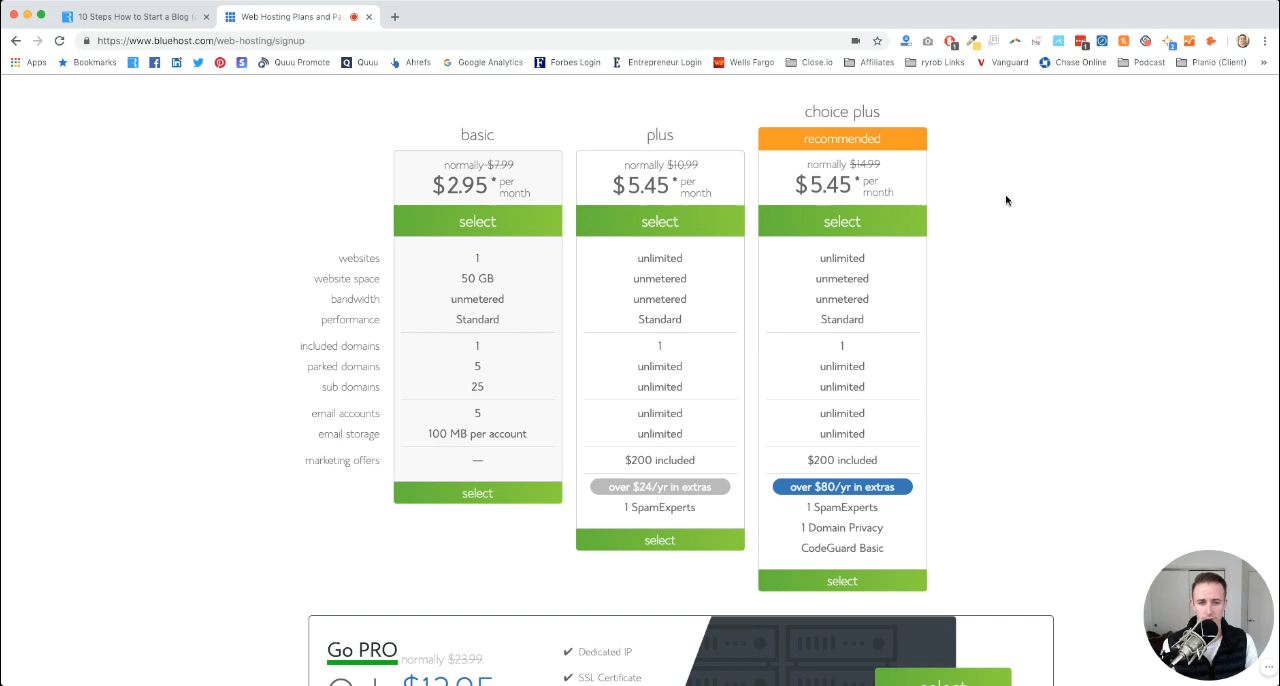 10 Steps How to Start a Blog (a
Web Hosting Plans and Pa
https://www.bluehost.com/web-hosting/signup
Apps
Bookmarks
Quuu Promote
Quuu
Ahrefs
Google Analytics
Forbes Login
Entrepreneur Login
Wells Fargo
Close.io
Affiliates
ryrob Links
Vanguard
Chase Online
Podcast
Planio (Client)
»
choice plus
basic
plus
recommended
normally $7.99
normally $10.99
normally $14.99
$2.95* per month
$5.45* per month
$5.45* per month
select
select
select
websites 1 unlimited unlimited
website space 50 GB unmetered unmetered
bandwidth unmetered unmetered unmetered
performance Standard Standard Standard
included domains 1 1 1
parked domains 5 unlimited unlimited
sub domains 25 unlimited unlimited
email accounts 5 unlimited unlimited
email storage 100 MB per account unlimited unlimited
marketing offers — $200 included $200 included
over $24/yr in extras
over $80/yr in extras
select
1 SpamExperts
1 SpamExperts
1 Domain Privacy
select
CodeGuard Basic
select
Go PRO normally $23.99
✔ Dedicated IP
✔ SSL Certificate